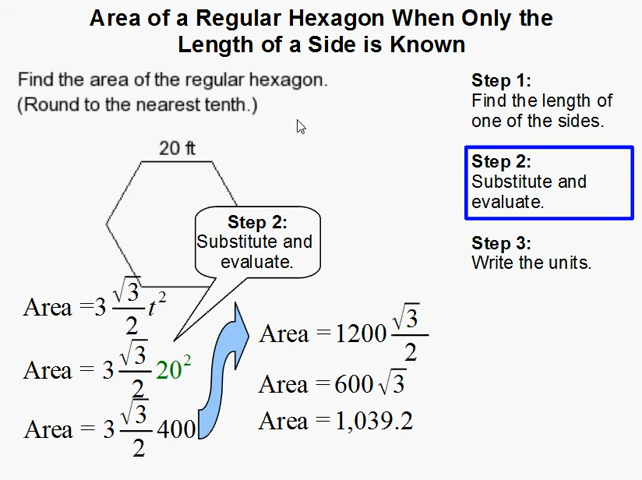 Area of a Regular Hexagon When Only the
Length of a Side is Known
Find the area of the regular hexagon.
(Round to the nearest tenth.)
20 ft
Step 2:
Substitute and
evaluate.
Area =3 √3/2 t²
Area = 3 √3/2 20²
Area = 3 √3/2 400
Area = 1200 √3/2
Area = 600 √3
Area = 1,039.2
Step 1:
Find the length of
one of the sides.
Step 2:
Substitute and
evaluate.
Step 3:
Write the units.